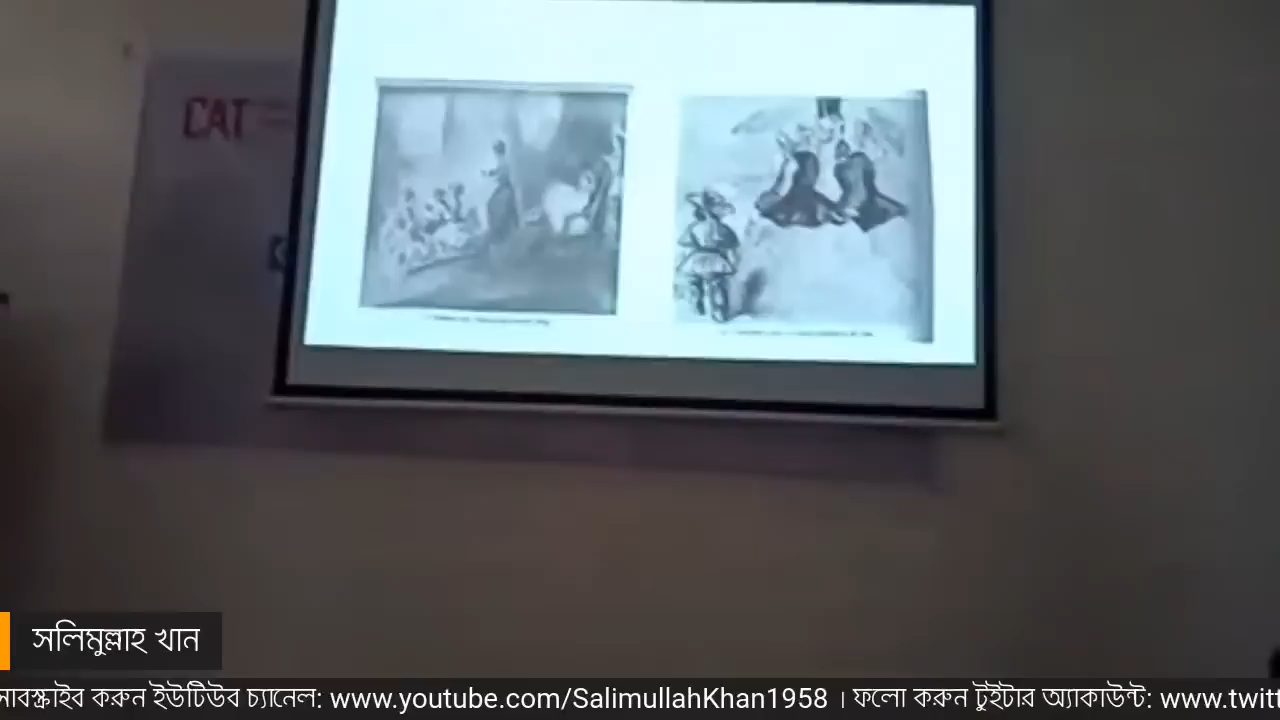 CAT
সলিমুল্লাহ খান
সাবস্ক্রাইব করুন ইউটিউব চ্যানেল: www.youtube.com/SalimullahKhan1958 । ফলো করুন টুইটার অ্যাকাউন্ট: www.twitt